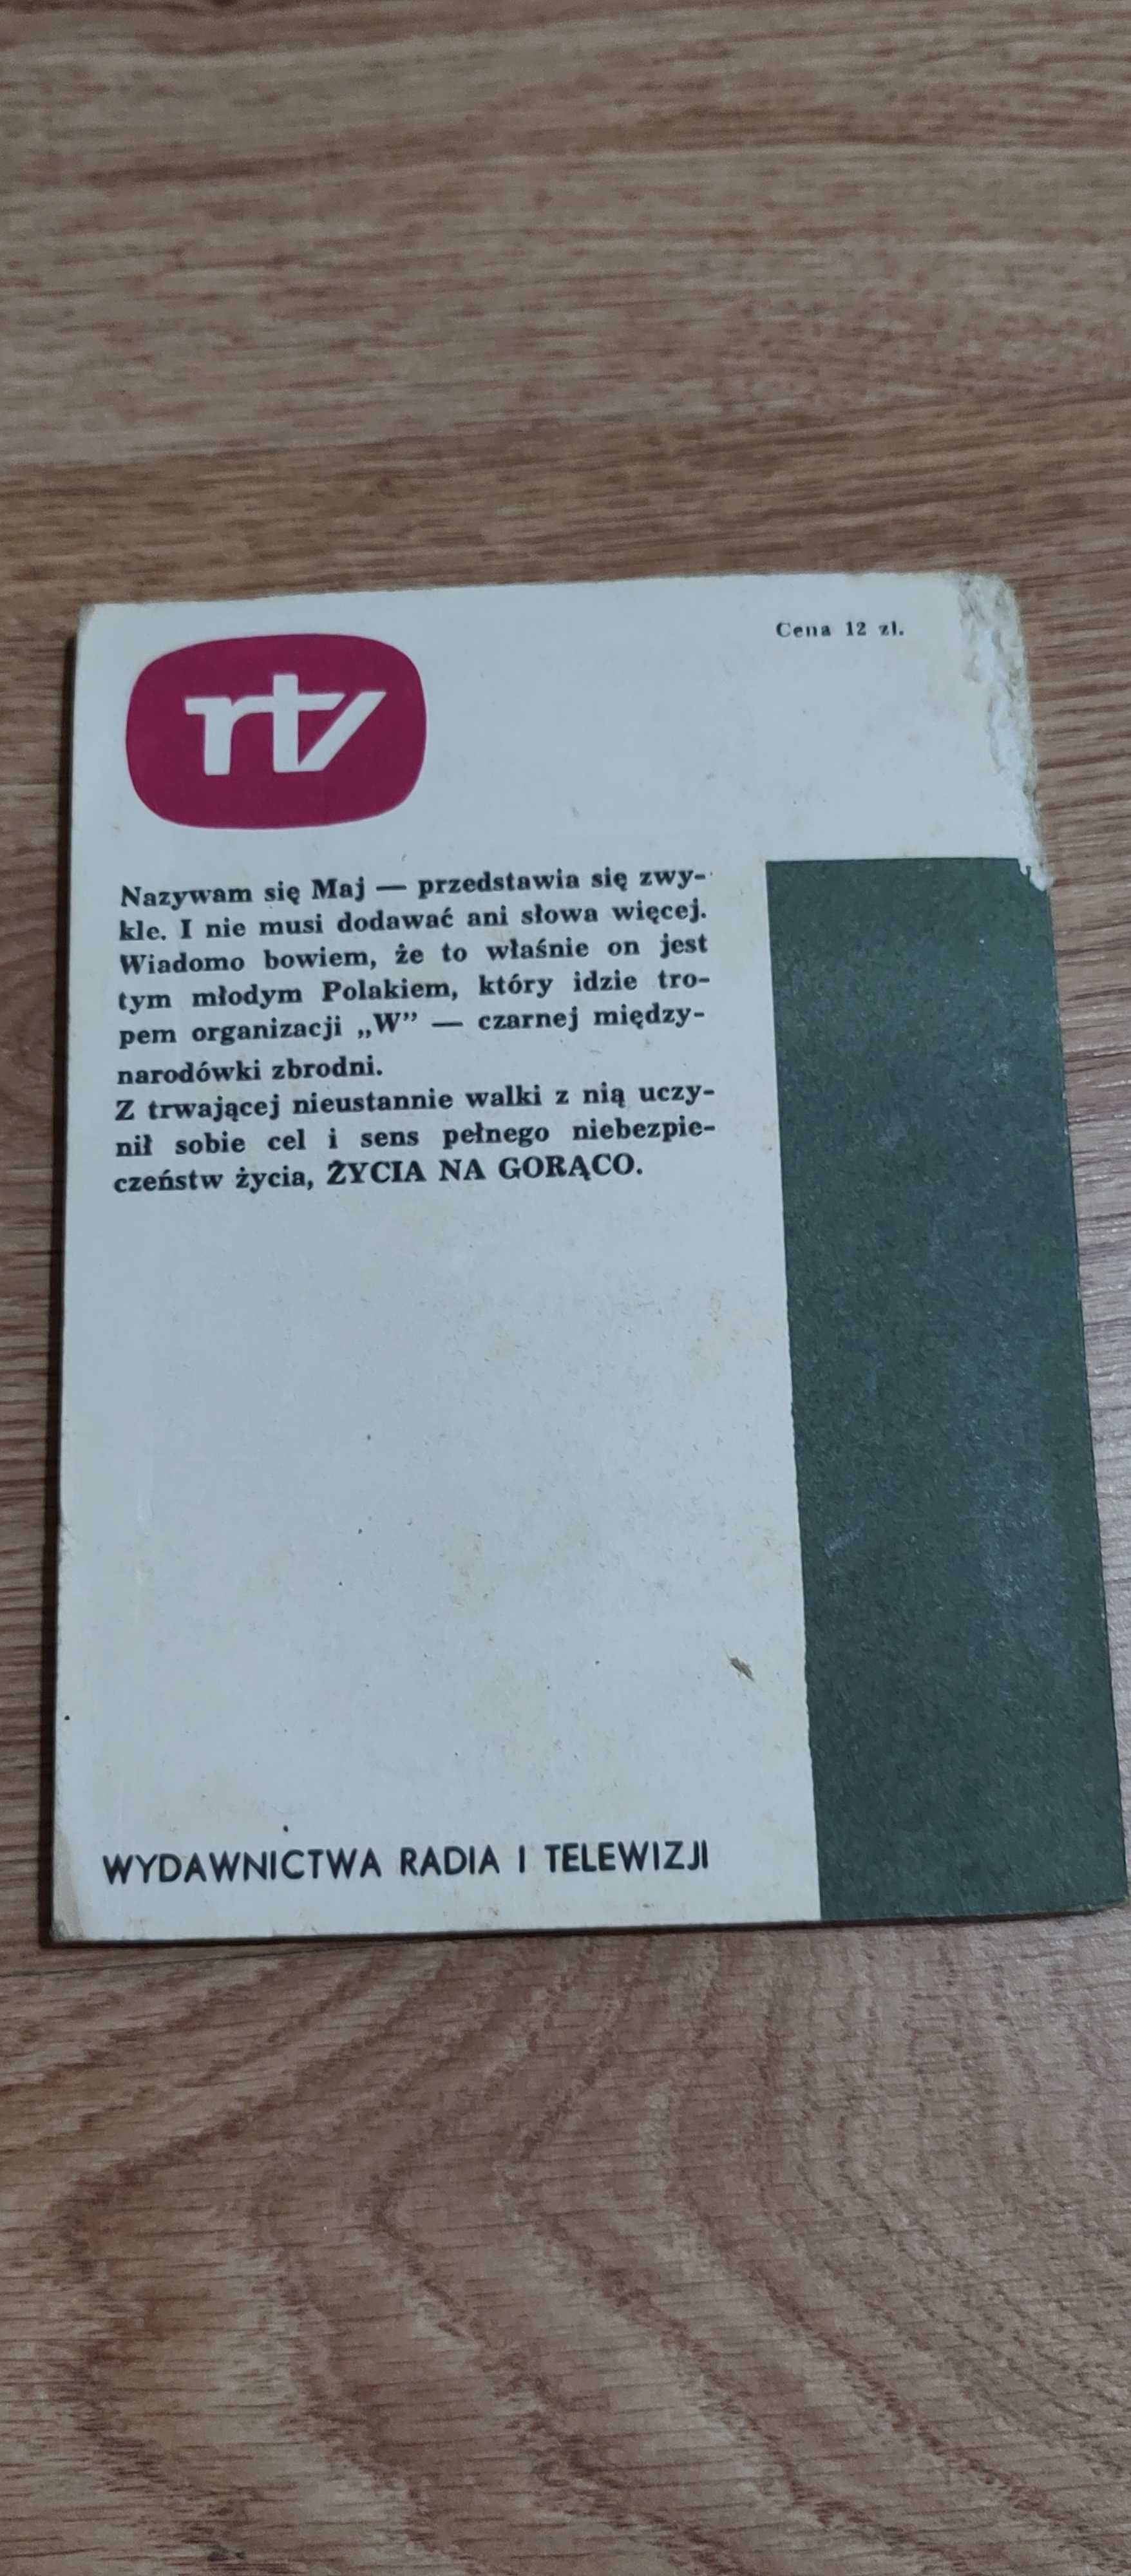 Cena 12 zł.
rtv
Nazywam się Maj — przedstawia się zwy-
kle. I nie musi dodawać ani słowa więcej.
Wiadomo bowiem, że to właśnie on jest
tym młodym Polakiem, który idzie tro-
pem organizacji „W” — czarnej między-
narodówki zbrodni.
Z trwającej nieustannie walki z nią uczy-
nił sobie cel i sens pełnego niebezpie-
czeństw życia, ŻYCIA NA GORĄCO.
WYDAWNICTWA RADIA I TELEWIZJI